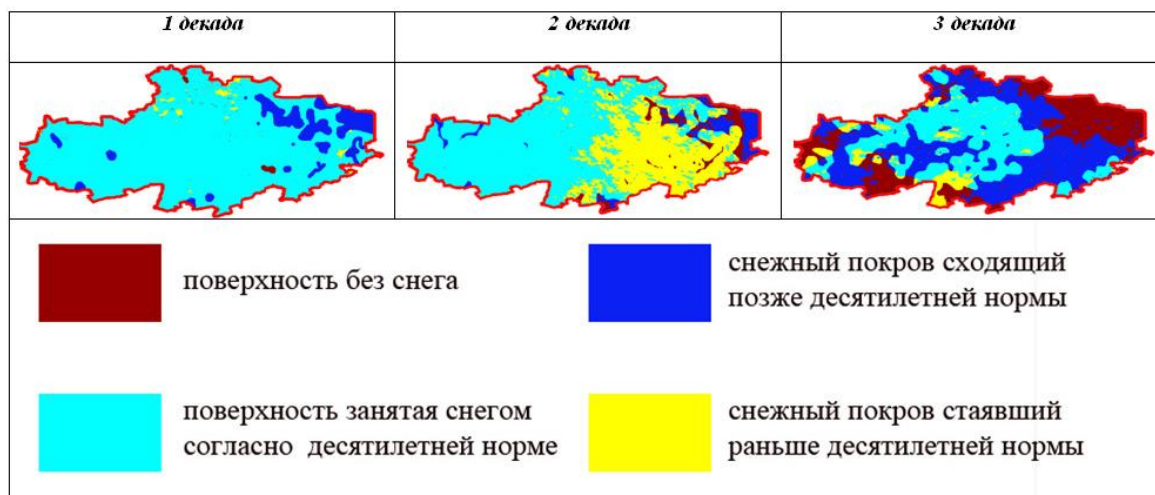 1 декада
2 декада
3 декада
поверхность без снега
снежный покров сходящий
позже десятилетней нормы
поверхность занятая снегом
согласно десятилетней норме
снежный покров стаявший
раньше десятилетней нормы